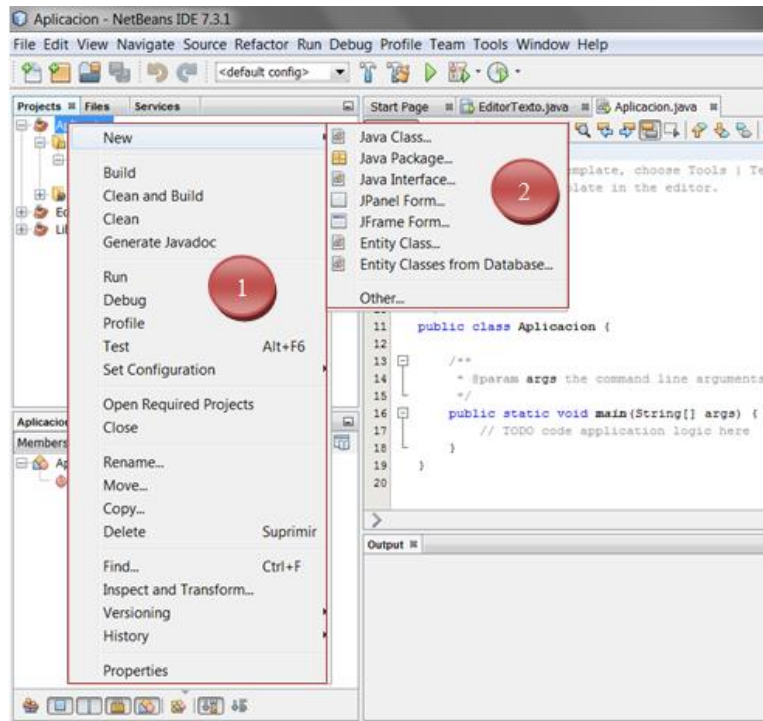 Aplicacion - NetBeans IDE 7.3.1
File Edit View Navigate Source Refactor Run Debug Profile Team Tools Window Help
<default config>
Projects Files Services
Start Page EditorTexto.java Aplicacion.java
New
Build
Clean and Build
Clean
Generate Javadoc
Run
Debug
Profile
Test Alt+F6
Set Configuration
Open Required Projects
Close
Rename...
Move...
Copy...
Delete Suprimir
Find... Ctrl+F
Inspect and Transform...
Versioning
History
Properties
1
Java Class...
Java Package...
Java Interface...
JPanel Form...
JFrame Form...
Entity Class...
Entity Classes from Database...
Other...
2
choose Tools | Te
in the editor.
11 public class Aplicacion {
12
13 /**
14 * @param args the command line arguments
15 */
16 public static void main(String[] args) {
17 // TODO code application logic here
18 }
19 }
20
Members
Output